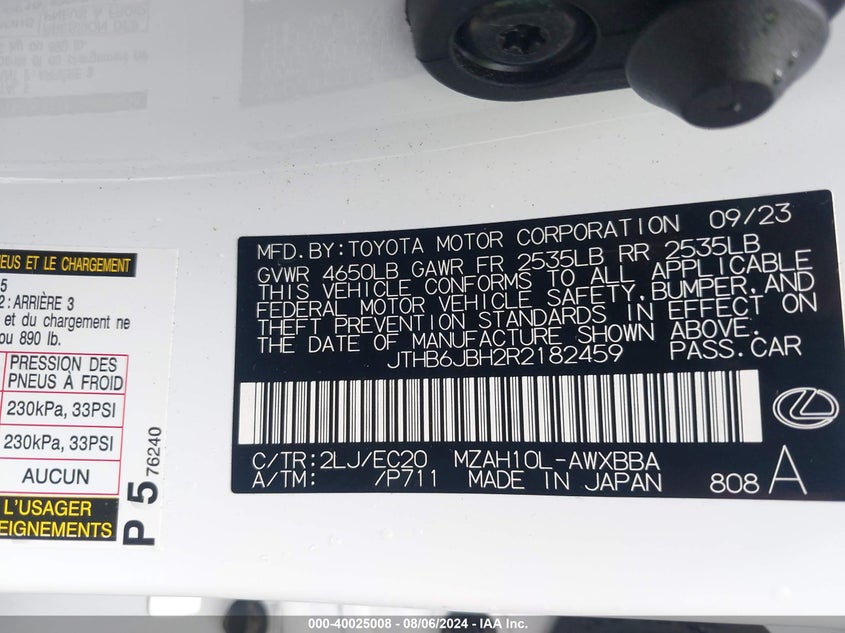 MFD.BY:TOYOTA MOTOR CORPORATION 09/23
GVWR 4650LB GAWR FR 2535LB RR 2535LB
THIS VEHICLE CONFORMS TO ALL APPLICABLE
FEDERAL MOTOR VEHICLE SAFETY,BUMPER,AND
THEFT PREVENTION STANDARDS IN EFFECT ON
THE DATE OF MANUFACTURE SHOWN ABOVE.
JTHB6JBH2R2182459 PASS.CAR
C/TR:2LJ/EC20 MZAH10L-AWXBBA
A/TM: /P711 MADE IN JAPAN 808 A
ET LE CHARGEMENT
5
2:ARRIÈRE 3
et du chargement ne
ou 890 lb.
PRESSION DES
PNEUS À FROID
230kPa, 33PSI
230kPa, 33PSI
AUCUN
L'USAGER
P 5 76240
000-40025008 - 08/06/2024 - IAA Inc.